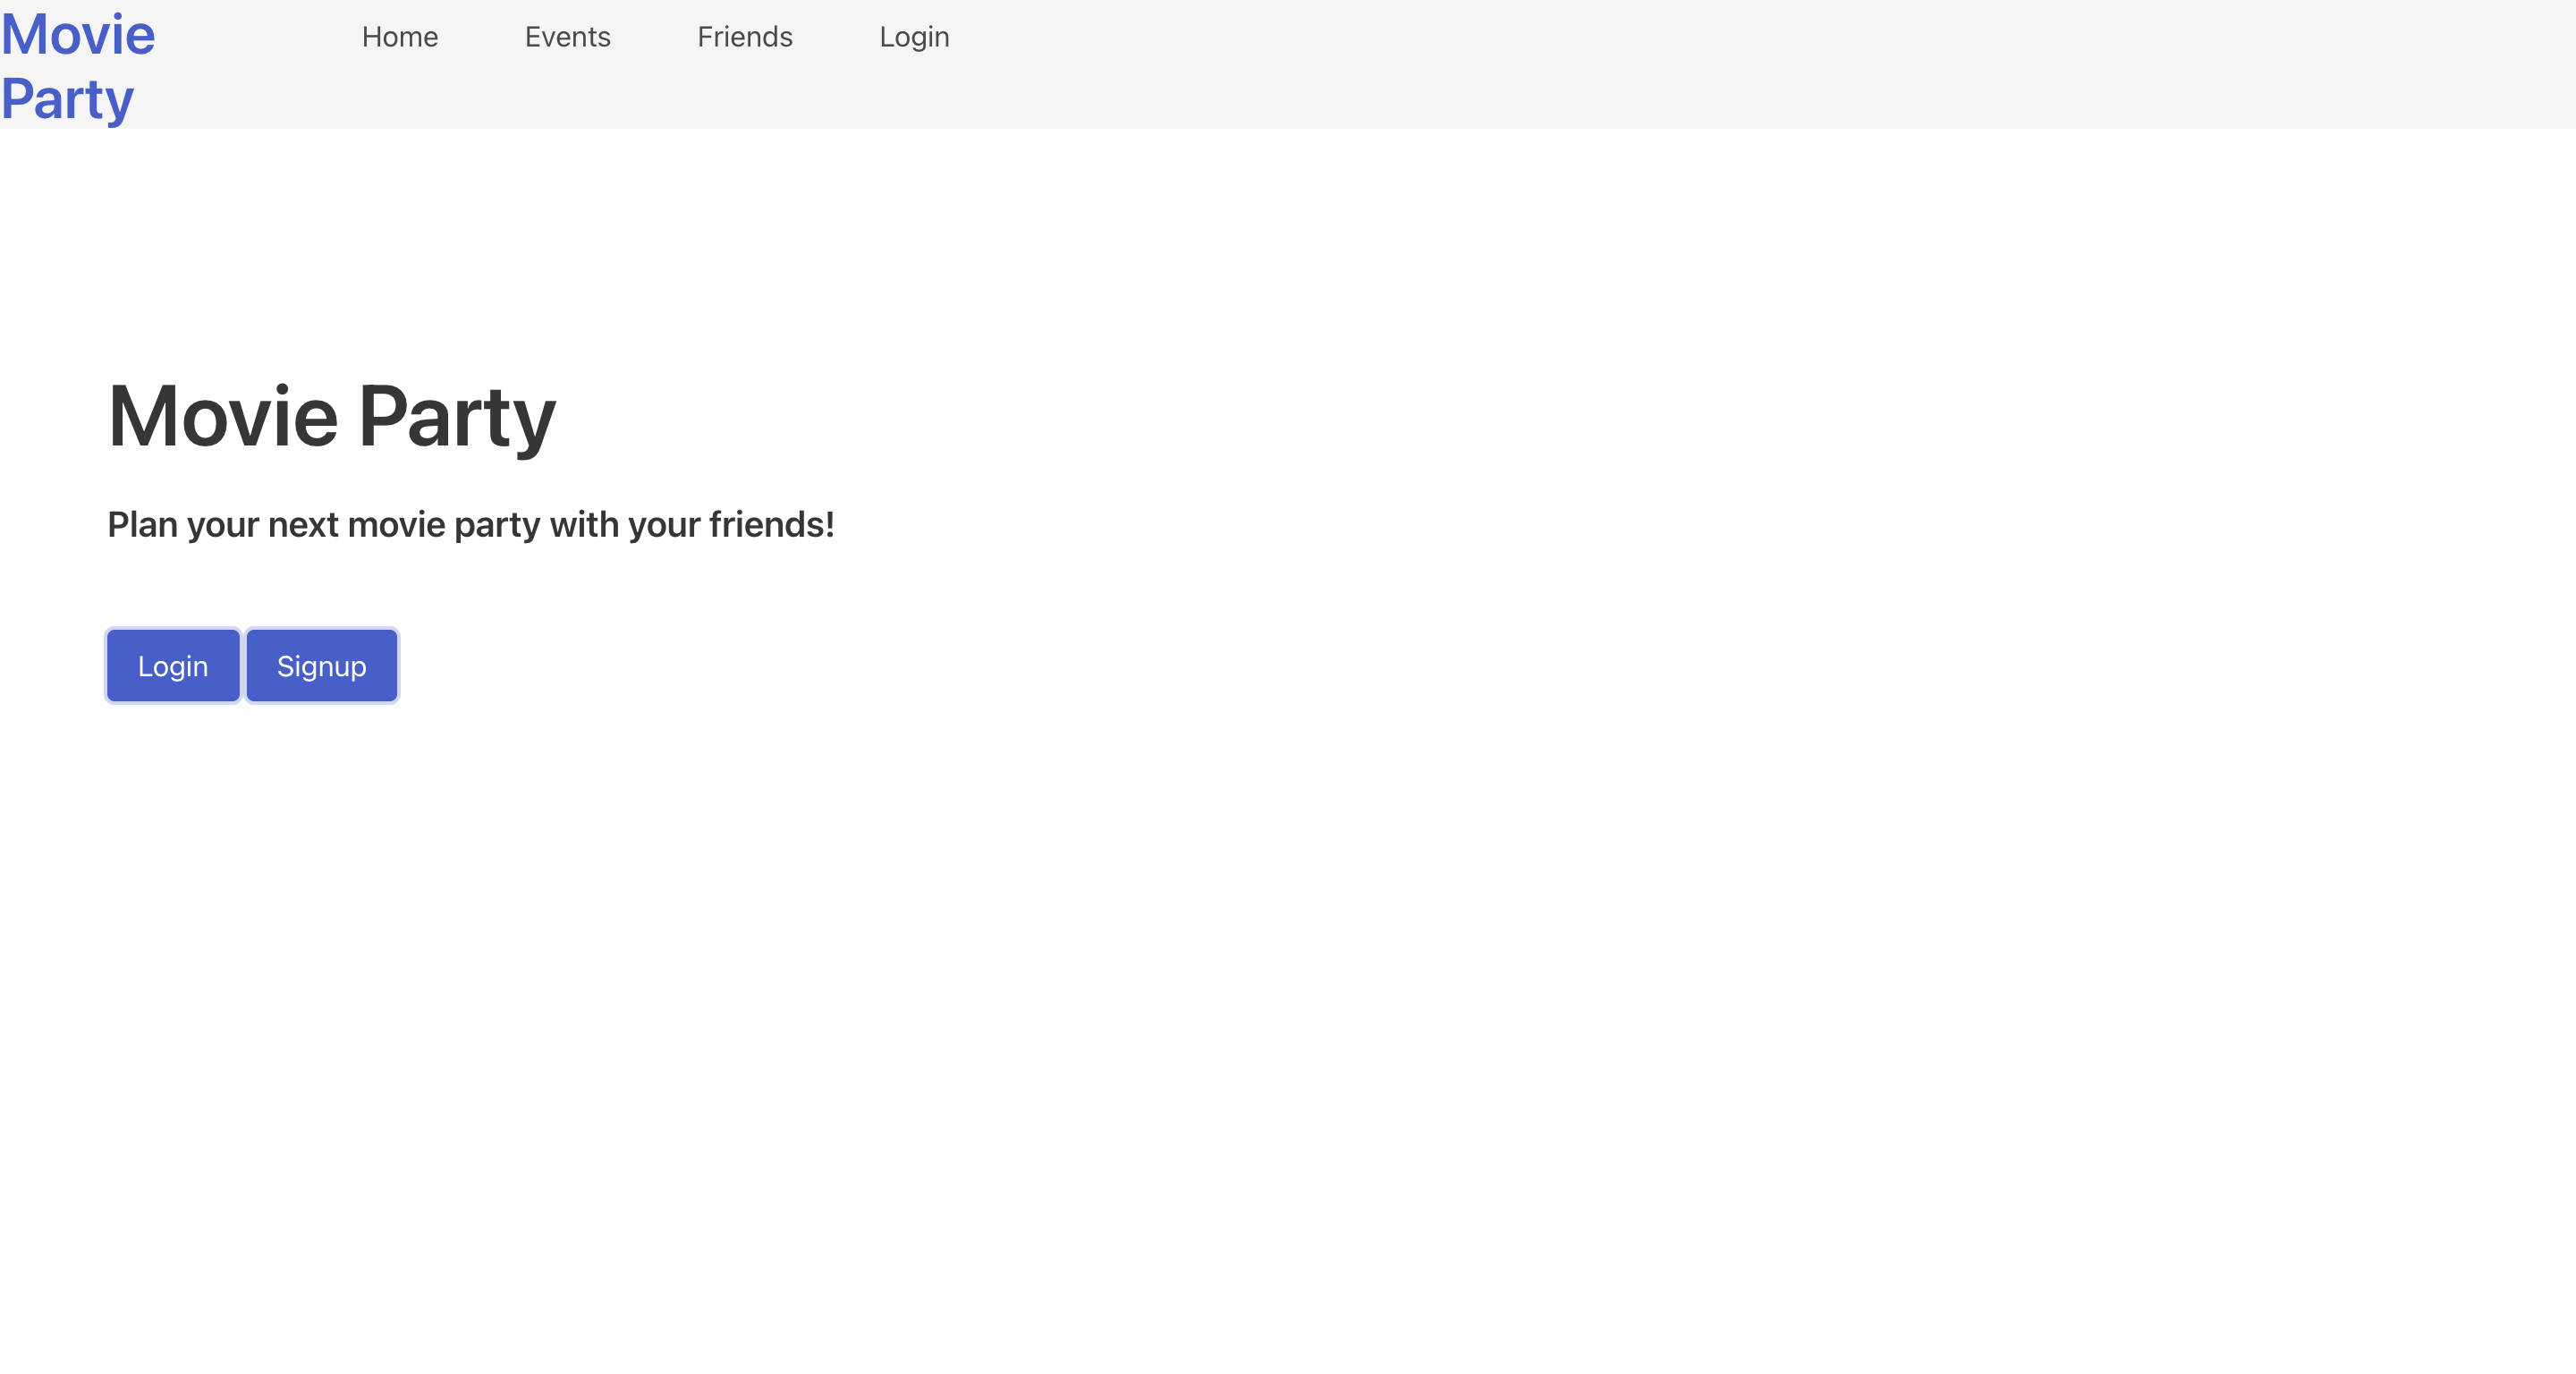 Movie
Party
Home Events Friends Login
Movie Party
Plan your next movie party with your friends!
Login Signup